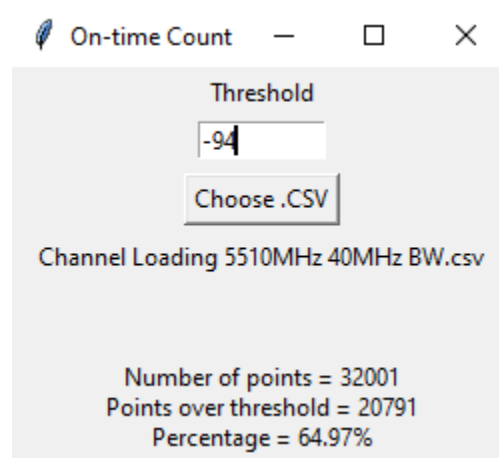 On-time Count
Threshold
-94
Choose .CSV
Channel Loading 5510MHz 40MHz BW.csv
Number of points = 32001
Points over threshold = 20791
Percentage = 64.97%